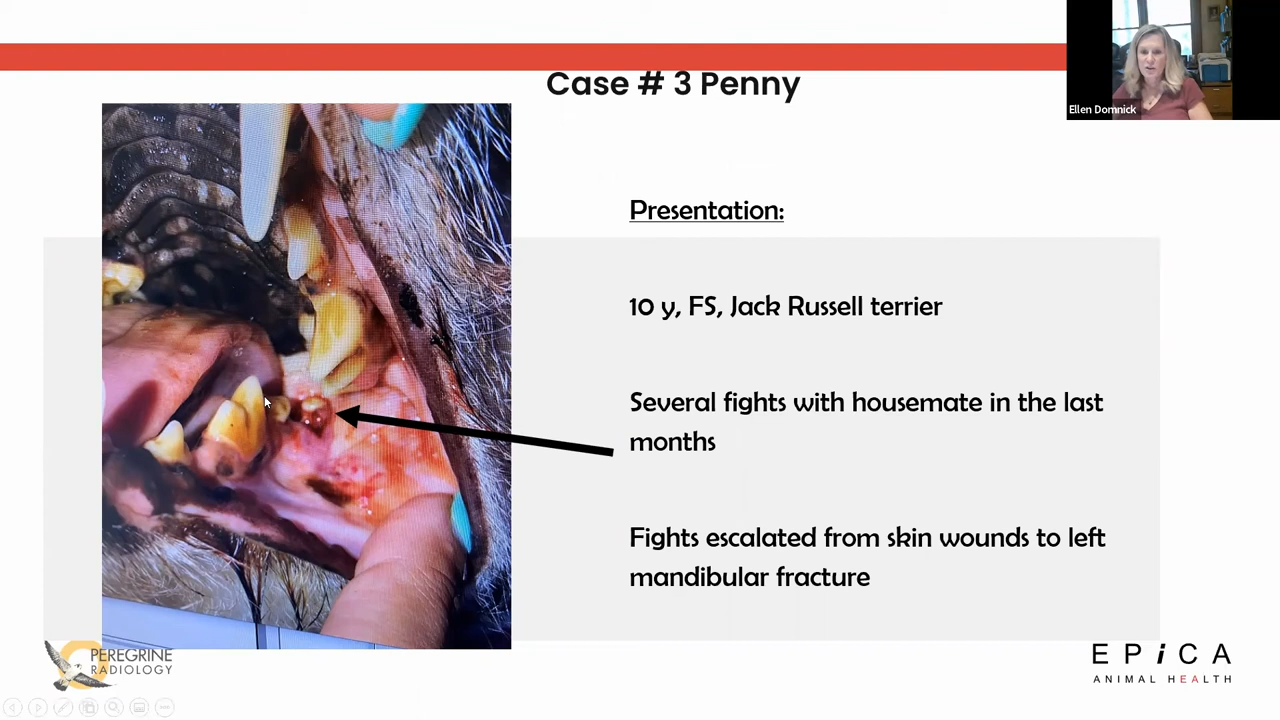 Case # 3 Penny
Ellen Domnick
Presentation:
10 y, FS, Jack Russell terrier
Several fights with housemate in the last
months
Fights escalated from skin wounds to left
mandibular fracture
PEREGRINE
RADIOLOGY
EPiCA
ANIMAL HEALTH